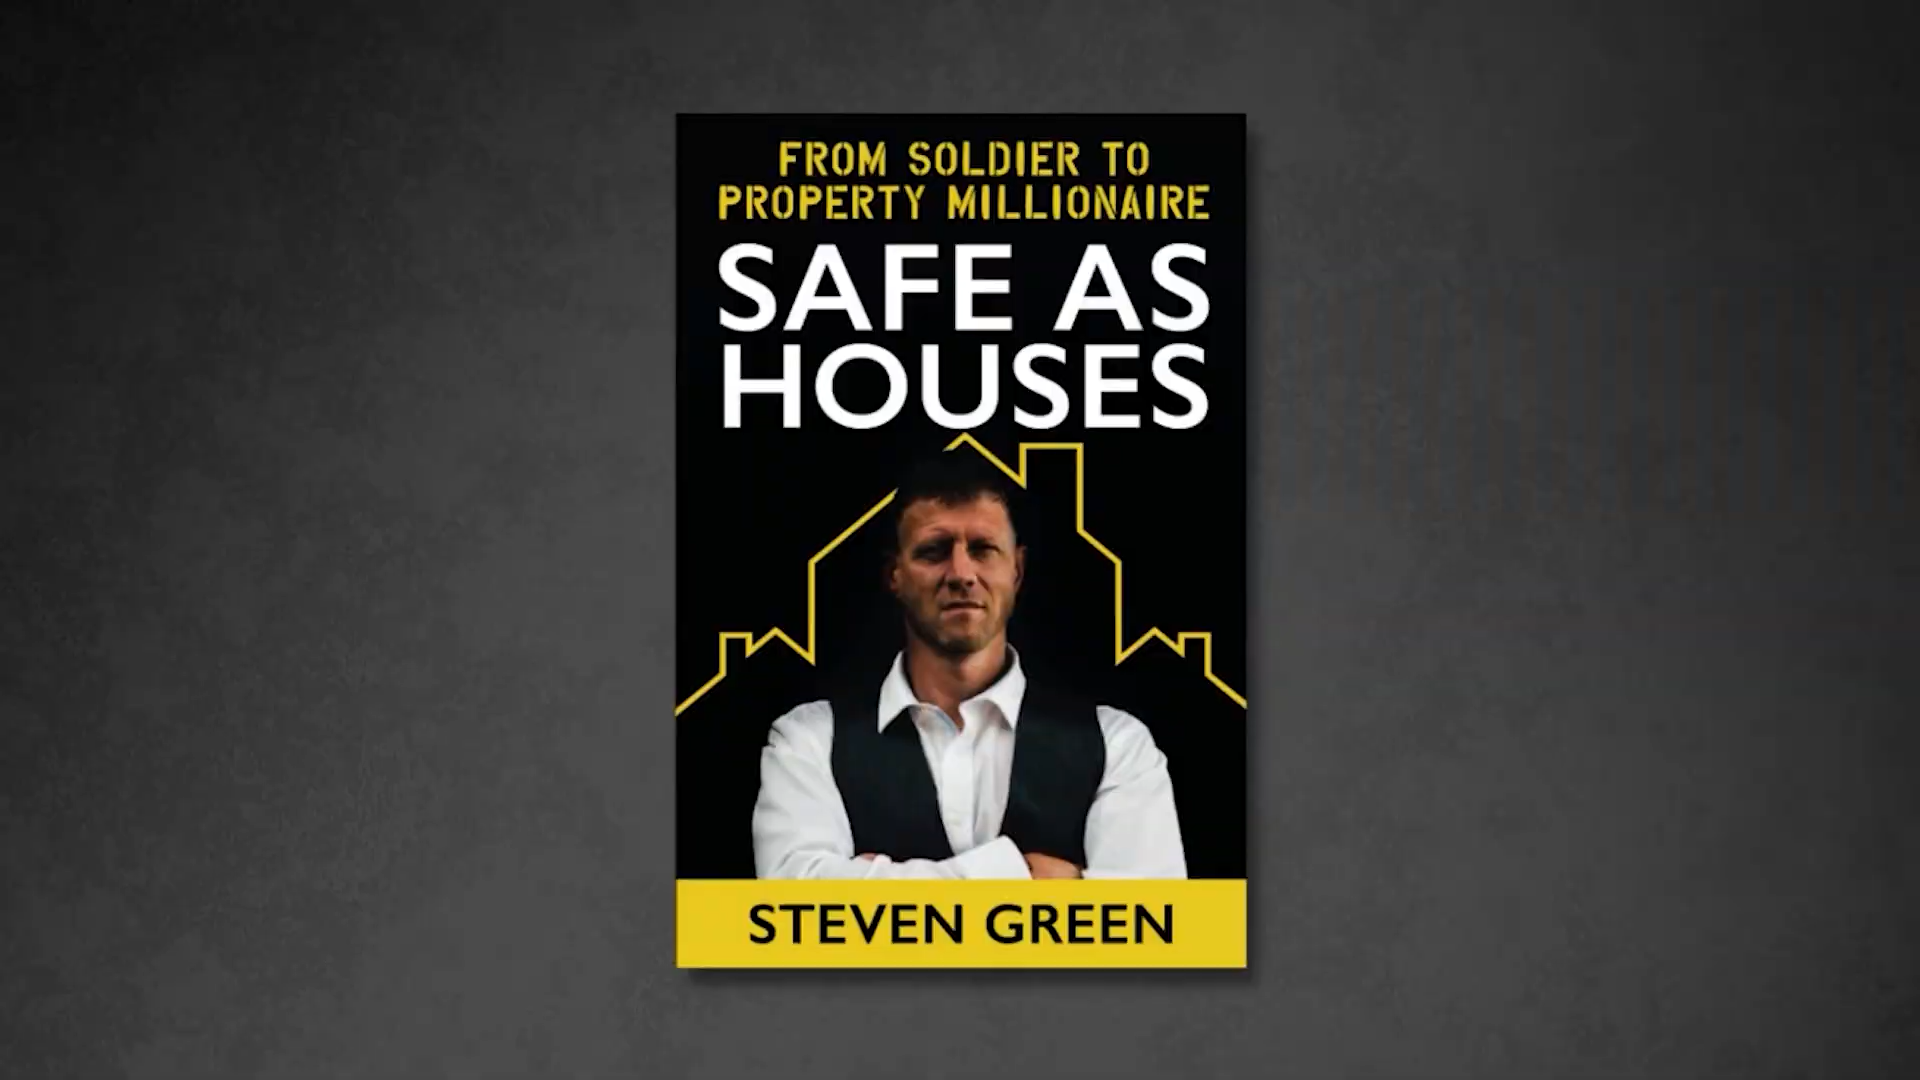 FROM SOLDIER TO
PROPERTY MILLIONAIRE
SAFE AS
HOUSES
STEVEN GREEN